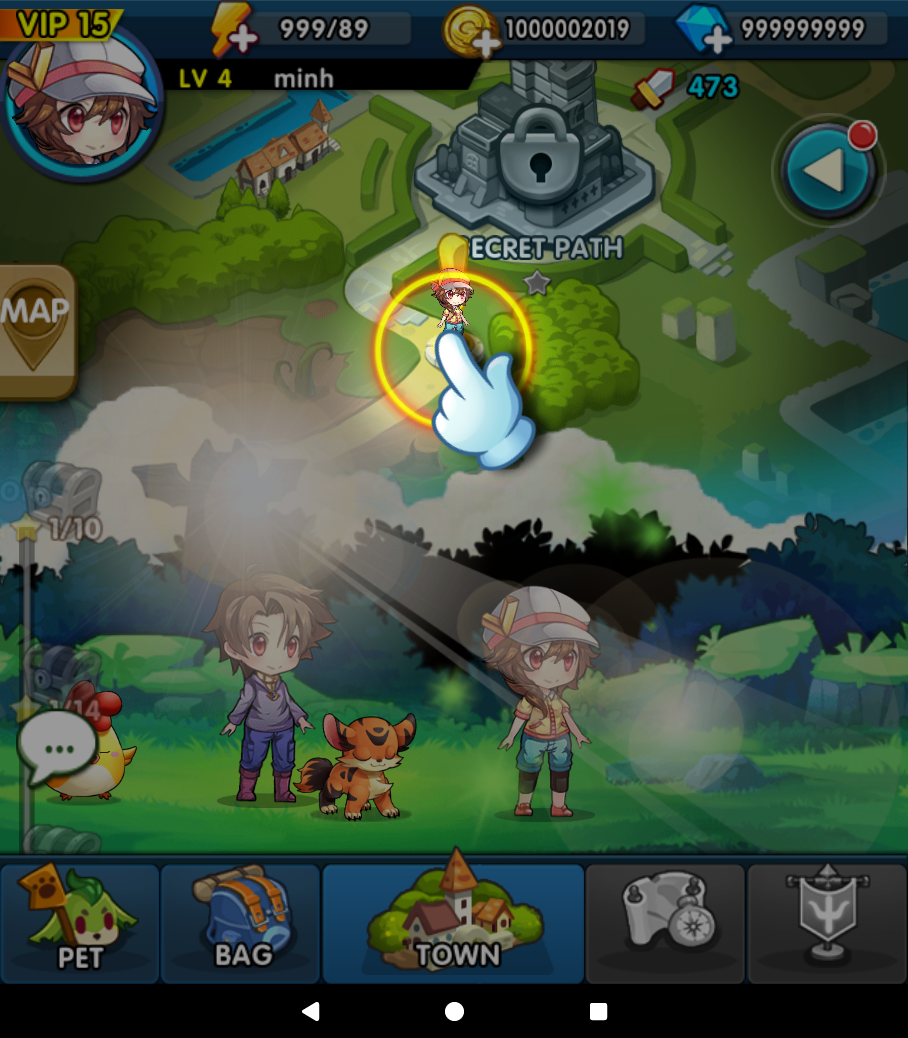 VIP 15
999/89
1000002019
999999999
LV 4 minh
473
ECRET PATH
MAP
1/10
1/14
...
PET
BAG
TOWN